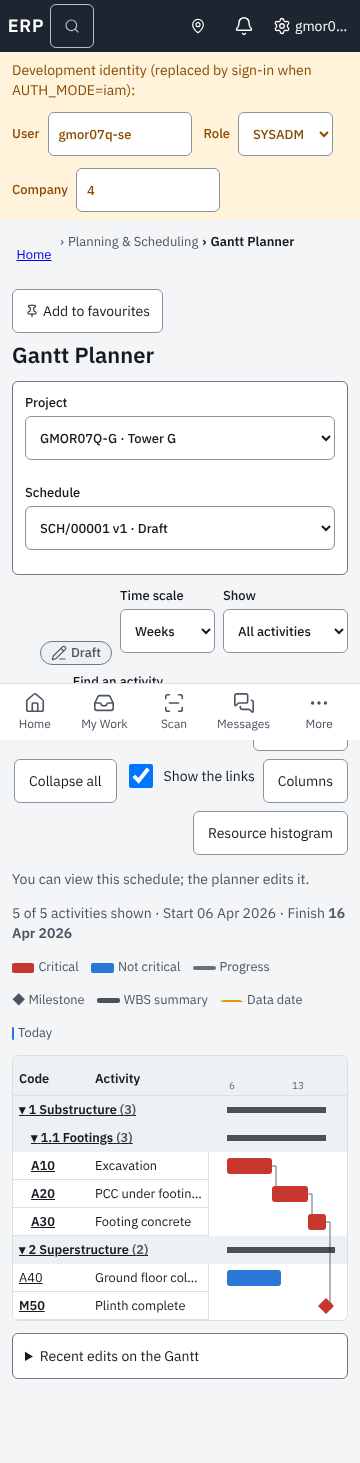 ERP
gmor0...
Development identity (replaced by sign-in when
AUTH_MODE=iam):
User gmor07q-se Role SYSADM
Company 4
Home › Planning & Scheduling › Gantt Planner
Add to favourites
Gantt Planner
Project
GMOR07Q-G · Tower G
Schedule
SCH/00001 v1 · Draft
Time scale Show
Draft Weeks All activities
Find an activity
Home My Work Scan Messages More
Collapse all Show the links Columns
Resource histogram
You can view this schedule; the planner edits it.
5 of 5 activities shown · Start 06 Apr 2026 · Finish 16
Apr 2026
Critical Not critical Progress
Milestone WBS summary Data date
Today
Code Activity 6 13
▾ 1 Substructure (3)
▾ 1.1 Footings (3)
A10 Excavation
A20 PCC under footin...
A30 Footing concrete
▾ 2 Superstructure (2)
A40 Ground floor col...
M50 Plinth complete
▶ Recent edits on the Gantt